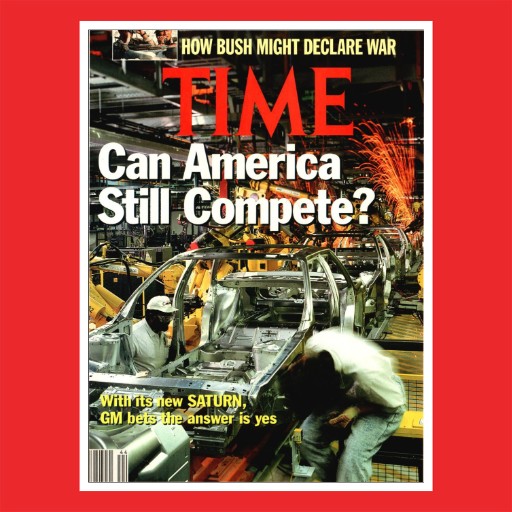 HOW BUSH MIGHT DECLARE WAR
TIME
Can America
Still Compete?
With its new SATURN,
GM bets the answer is yes
44